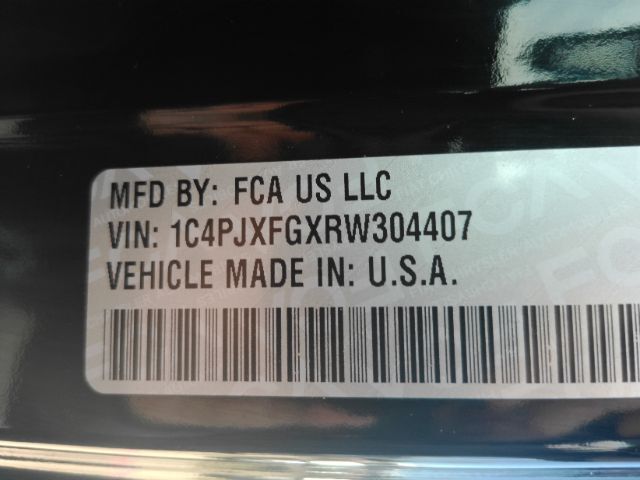 MFD BY: FCA US LLC
VIN: 1C4PJXFGXRW304407
VEHICLE MADE IN: U.S.A.